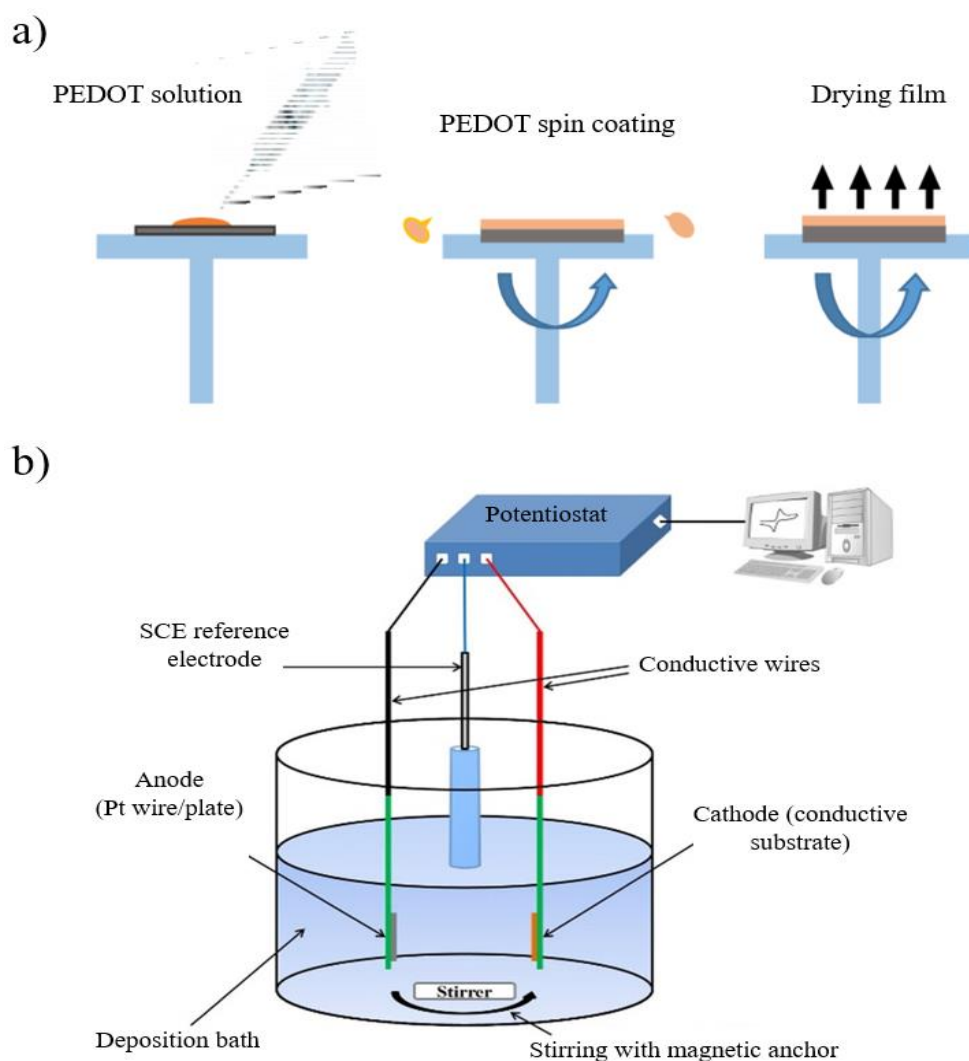 a)
PEDOT solution
PEDOT spin coating
Drying film
b)
Potentiostat
SCE reference
electrode
Conductive wires
Anode
(Pt wire/plate)
Cathode (conductive
substrate)
Stirrer
Deposition bath
Stirring with magnetic anchor